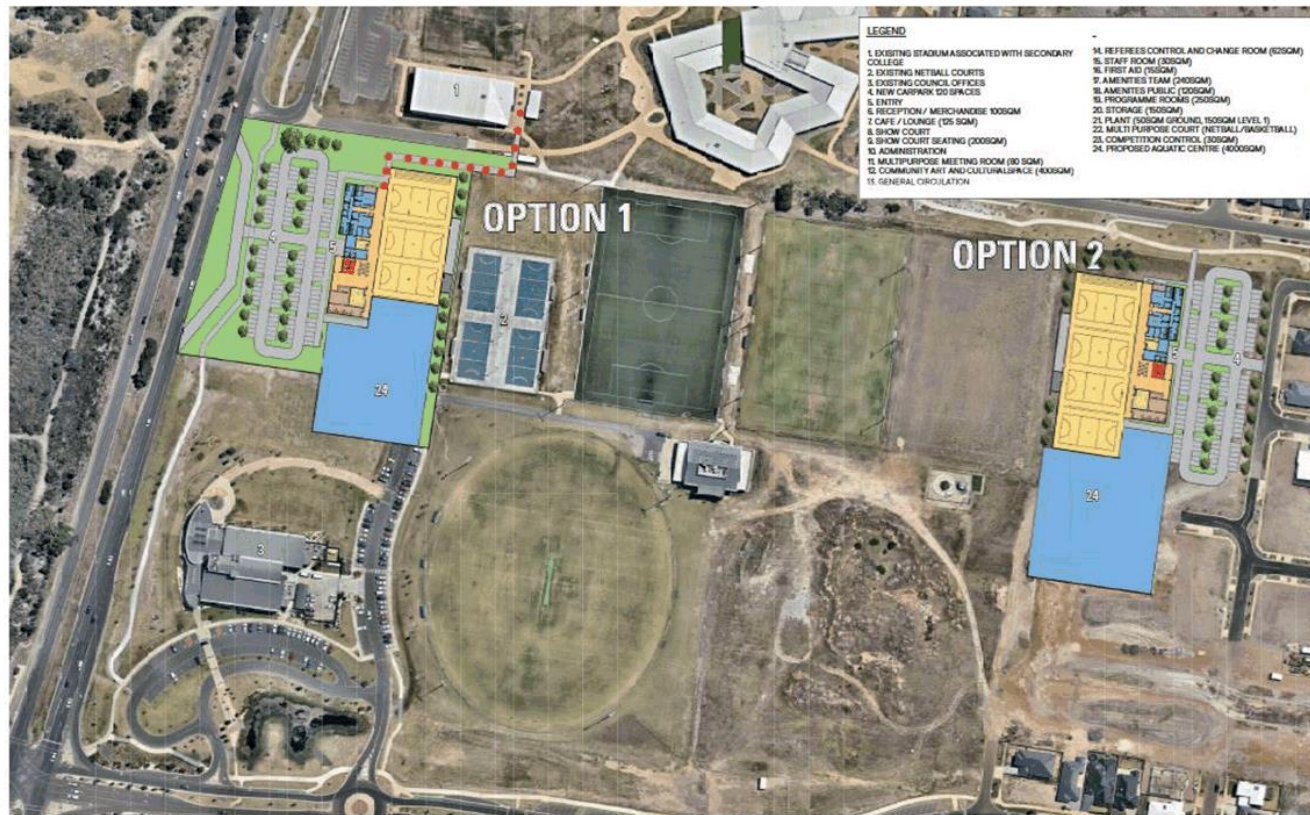 LEGEND
1. EXISITNG STADIUM ASSOCIATED WITH SECONDARY
COLLEGE
2. EXISTING NETBALL COURTS
3. EXISTING COUNCIL OFFICES
4. NEW CARPARK 120 SPACES
5. ENTRY
6. RECEPTION / MERCHANDISE 100SQM
7. CAFE / LOUNGE (125 SQM)
8. SHOW COURT
9. SHOW COURT SEATING (200SQM)
10. ADMINISTRATION
11. MULTIPURPOSE MEETING ROOM (80 SQM)
12. COMMUNITY ART AND CULTURALSPACE (400SQM)
13. GENERAL CIRCULATION
-
14. REFEREES CONTROL AND CHANGE ROOM (62SQM)
15. STAFF ROOM (30SQM)
16. FIRST AID (15SQM)
17. AMENITIES TEAM (240SQM)
18. AMENITES PUBLIC (120SQM)
19. PROGRAMME ROOMS (250SQM)
20. STORAGE (150SQM)
21. PLANT (50SQM GROUND, 150SQM LEVEL 1)
22. MULTI PURPOSE COURT (NETBALL/BASKETBALL)
23. COMPETITION CONTROL (30SQM)
24. PROPOSED AQUATIC CENTRE (4000SQM)
1
OPTION 1
4
5
2
24
3
OPTION 2
5
4
24